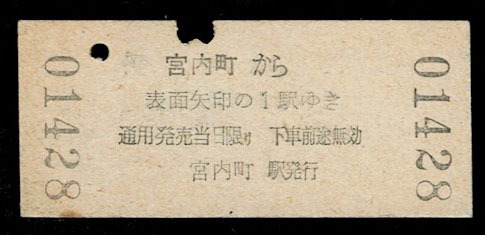 01428
宮内町 から
表面矢印の1駅ゆき
通用発売当日限り 下車前途無効
宮内町 駅発行
01428